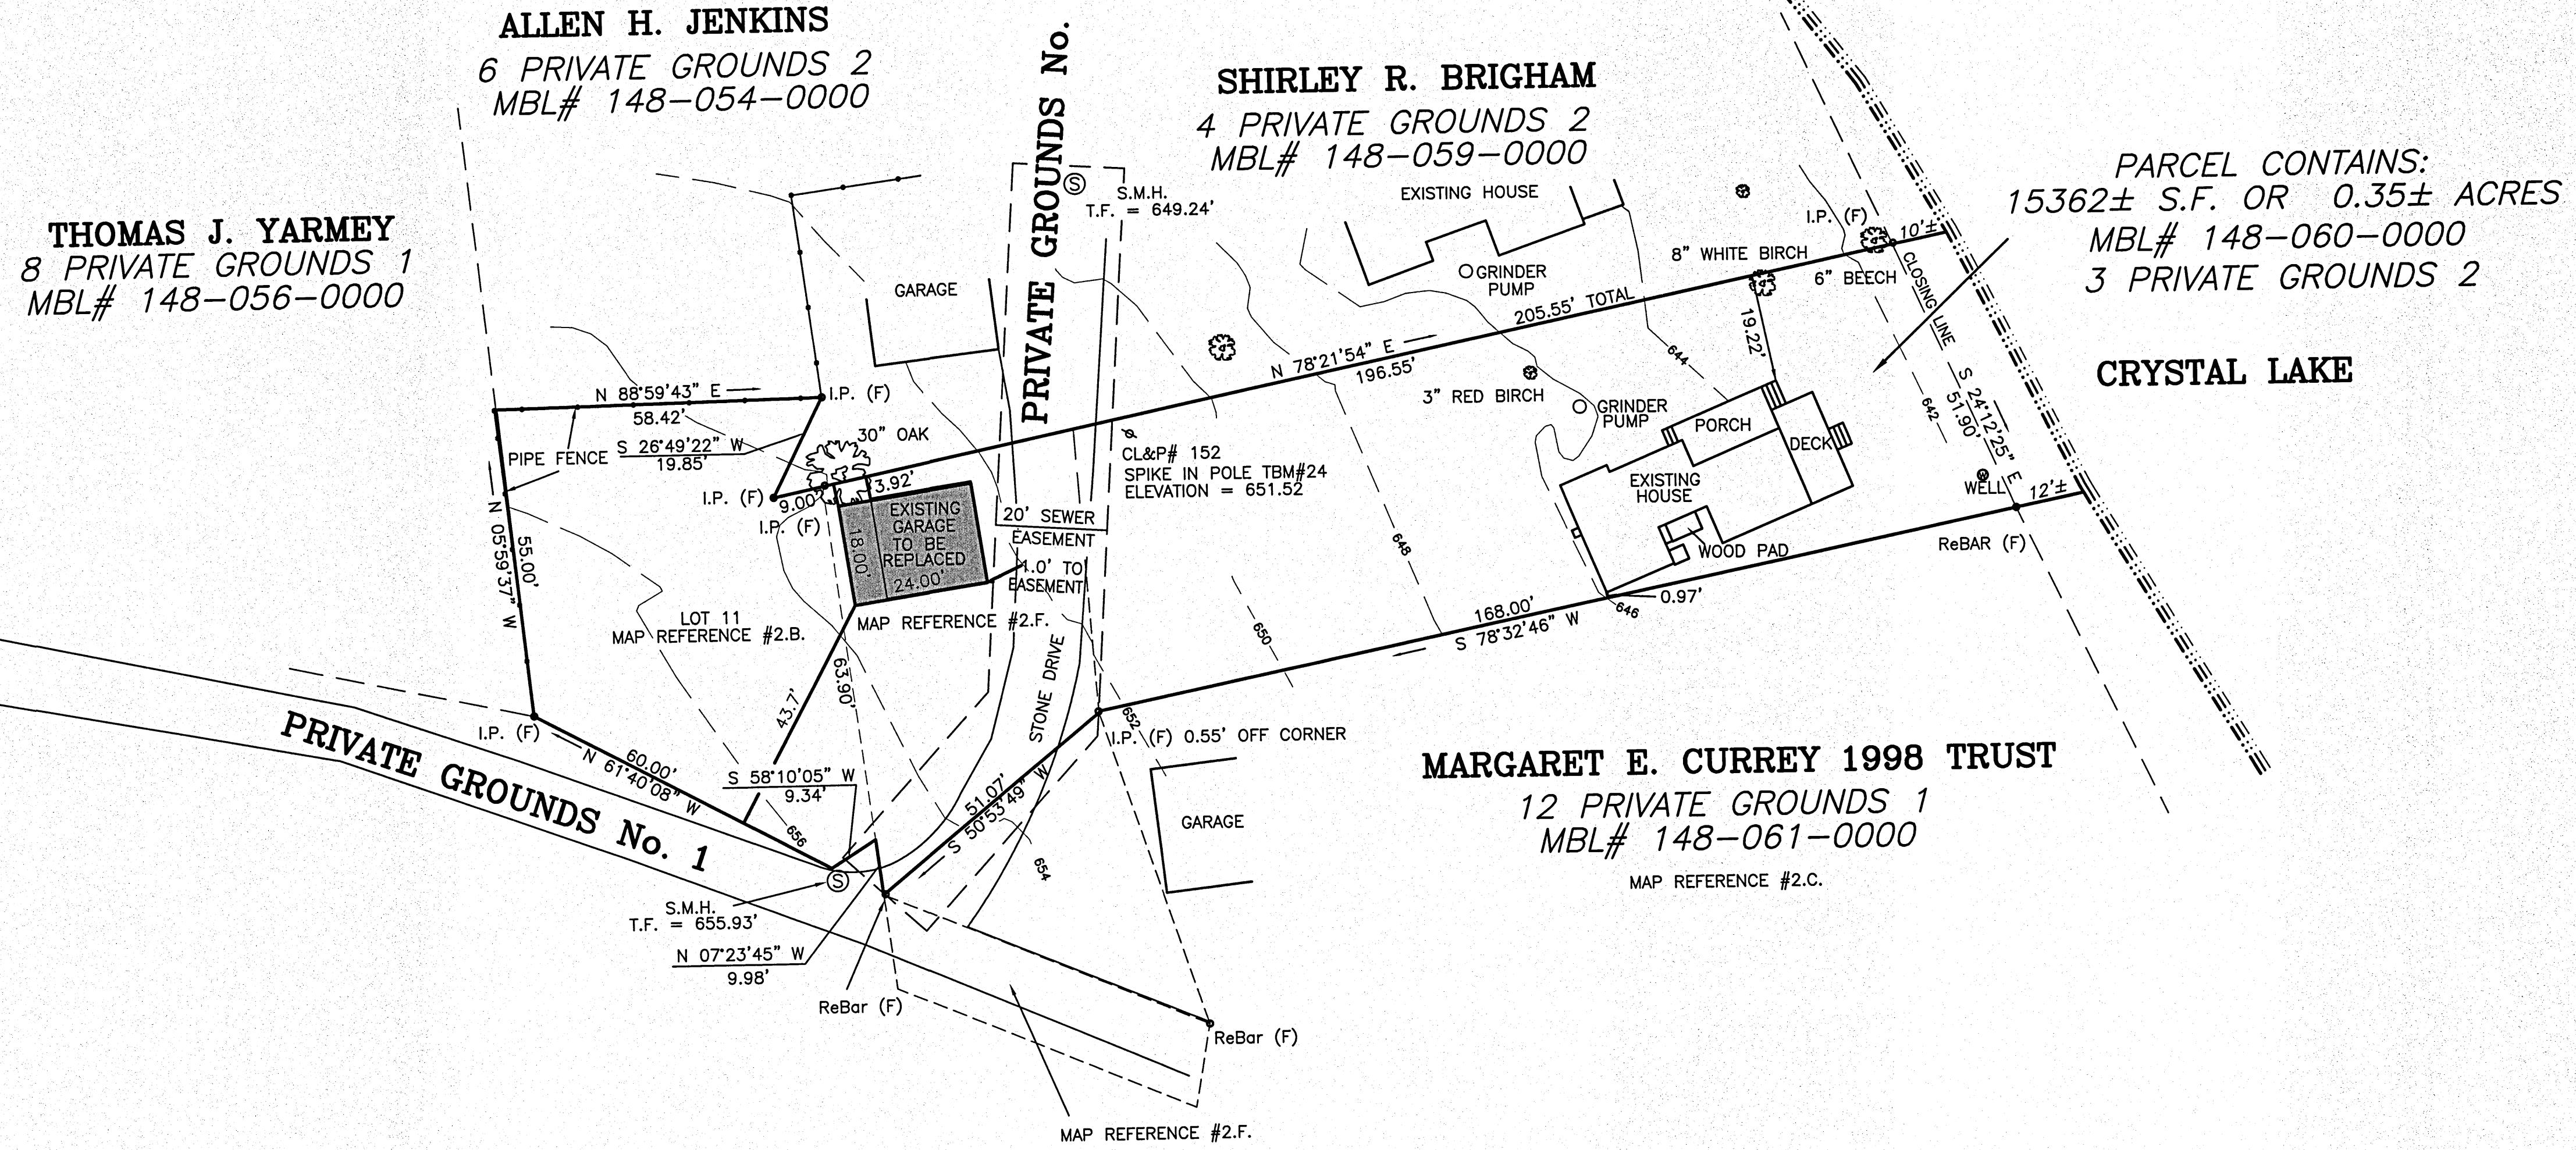 ALLEN H. JENKINS
6 PRIVATE GROUNDS 2
MBL# 148-054-0000
PRIVATE GROUNDS No.
SHIRLEY R. BRIGHAM
4 PRIVATE GROUNDS 2
MBL# 148-059-0000
EXISTING HOUSE
PARCEL CONTAINS:
15362± S.F. OR 0.35± ACRES
MBL# 148-060-0000
3 PRIVATE GROUNDS 2
THOMAS J. YARMEY
8 PRIVATE GROUNDS 1
MBL# 148-056-0000
S
S.M.H.
T.F. = 649.24'
I.P. (F)
10'±
8" WHITE BIRCH
6" BEECH
CLOSING LINE
GRINDER
PUMP
GARAGE
205.55' TOTAL
N 78°21'54" E
196.55'
19.22'
644
642
S 24°12'25" E
51.90'
CRYSTAL LAKE
3" RED BIRCH
GRINDER
PUMP
PORCH
DECK
EXISTING
HOUSE
WELL
12'±
WOOD PAD
ReBAR (F)
N 88°59'43" E
58.42'
I.P. (F)
PIPE FENCE
S 26°49'22" W
19.85'
30" OAK
I.P. (F)
9.00'
3.92'
I.P. (F)
CL&P# 152
SPIKE IN POLE TBM#24
ELEVATION = 651.52
EXISTING
GARAGE
TO BE
REPLACED
18.00'
24.00'
20' SEWER
EASEMENT
1.0' TO
EASEMENT
N 05°59'37" W
55.00'
LOT 11
MAP REFERENCE #2.B.
MAP REFERENCE #2.F.
648
650
646
0.97'
168.00'
S 78°32'46" W
63.90'
43.7'
STONE DRIVE
652
I.P. (F) 0.55' OFF CORNER
I.P. (F)
PRIVATE GROUNDS No. 1
60.00'
N 61°40'08" W
S 58°10'05" W
9.34'
656
51.07'
S 50°53'49" W
654
GARAGE
MARGARET E. CURREY 1998 TRUST
12 PRIVATE GROUNDS 1
MBL# 148-061-0000
MAP REFERENCE #2.C.
S
S.M.H.
T.F. = 655.93'
N 07°23'45" W
9.98'
ReBar (F)
ReBar (F)
MAP REFERENCE #2.F.